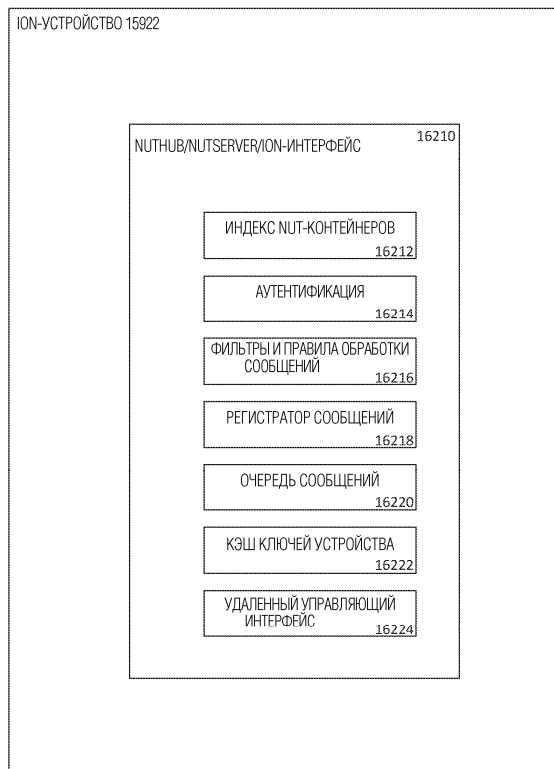 ION-УСТРОЙСТВО 15922
NUTHUB/NUTSERVER/ION-ИНТЕРФЕЙС
16210
ИНДЕКС NUT-КОНТЕЙНЕРОВ
16212
АУТЕНТИФИКАЦИЯ
16214
ФИЛЬТРЫ И ПРАВИЛА ОБРАБОТКИ
СООБЩЕНИЙ
16216
РЕГИСТРАТОР СООБЩЕНИЙ
16218
ОЧЕРЕДЬ СООБЩЕНИЙ
16220
КЭШ КЛЮЧЕЙ УСТРОЙСТВА
16222
УДАЛЕННЫЙ УПРАВЛЯЮЩИЙ
ИНТЕРФЕЙС
16224